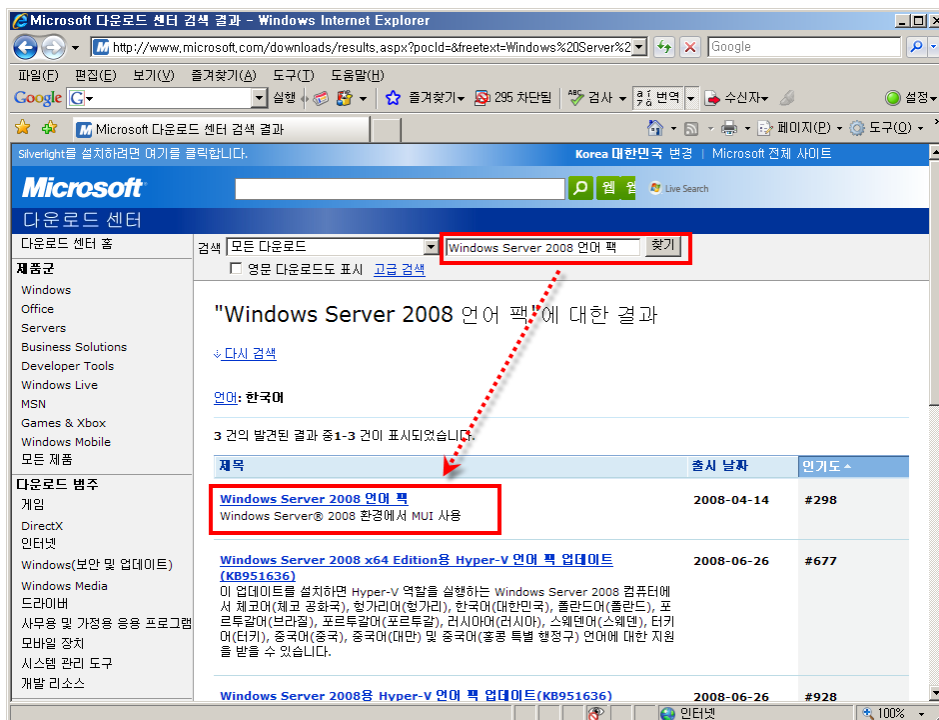 Microsoft 다운로드 센터 검색 결과 - Windows Internet Explorer
http://www.microsoft.com/downloads/results.aspx?pocId=&freetext=Windows%20Server%2
Google
파일(F) 편집(E) 보기(V) 즐겨찾기(A) 도구(T) 도움말(H)
Google G 실행 즐겨찾기 295 차단됨 검사 번역 수신자 설정
Microsoft 다운로드 센터 검색 결과
페이지(P) 도구(O)
Silverlight를 설치하려면 여기를 클릭합니다.
Korea 대한민국 변경 | Microsoft 전체 사이트
Microsoft
웹 Live Search
다운로드 센터
다운로드 센터 홈
제품군
Windows
Office
Servers
Business Solutions
Developer Tools
Windows Live
MSN
Games & Xbox
Windows Mobile
모든 제품
다운로드 범주
게임
DirectX
인터넷
Windows(보안 및 업데이트)
Windows Media
드라이버
사무용 및 가정용 응용 프로그램
모바일 장치
시스템 관리 도구
개발 리소스
검색 모든 다운로드 Windows Server 2008 언어 팩 찾기
영문 다운로드도 표시 고급 검색
"Windows Server 2008 언어 팩"에 대한 결과
다시 검색
언어: 한국어
3 건의 발견된 결과 중1-3 건이 표시되었습니다.
제목 출시 날짜 인기도
Windows Server 2008 언어 팩 2008-04-14 #298
Windows Server® 2008 환경에서 MUI 사용
Windows Server 2008 x64 Edition용 Hyper-V 언어 팩 업데이트 2008-06-26 #677
(KB951636)
이 업데이트를 설치하면 Hyper-V 역할을 실행하는 Windows Server 2008 컴퓨터에
서 체코어(체코 공화국), 헝가리어(헝가리), 한국어(대한민국), 폴란드어(폴란드), 포
르투갈어(브라질), 포르투갈어(포르투갈), 러시아어(러시아), 스웨덴어(스웨덴), 터키
어(터키), 중국어(중국), 중국어(대만) 및 중국어(홍콩 특별 행정구) 언어에 대한 지원
을 받을 수 있습니다.
Windows Server 2008용 Hyper-V 언어 팩 업데이트(KB951636) 2008-06-26 #928
인터넷 100%